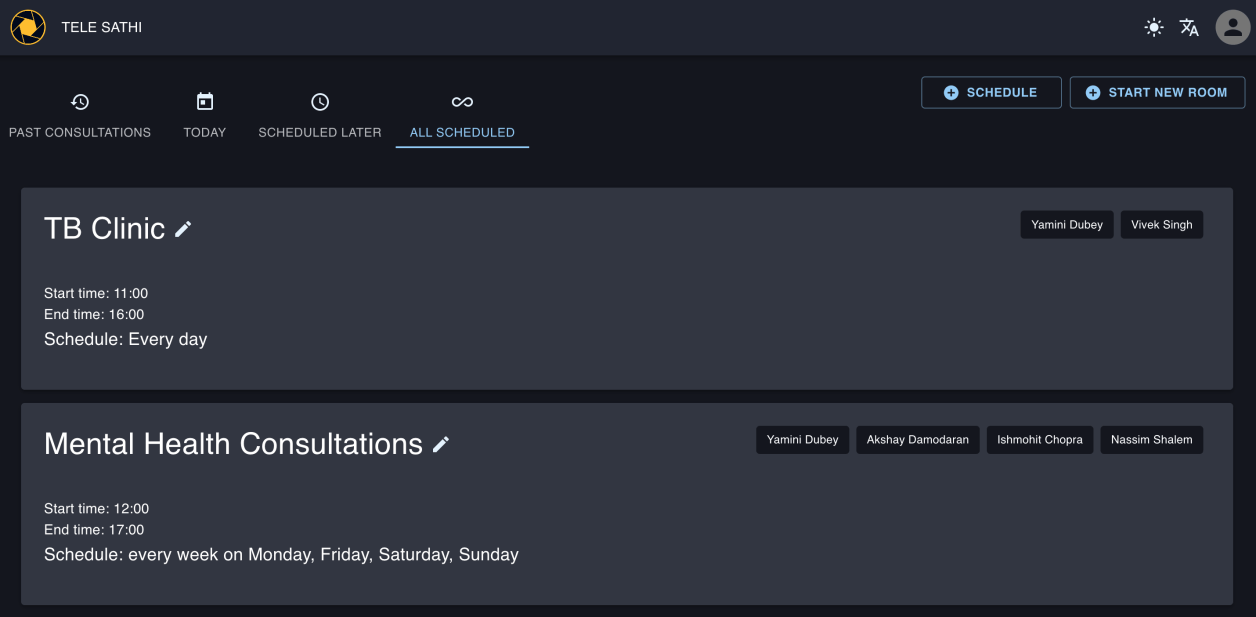 TELE SATHI
PAST CONSULTATIONS
TODAY
SCHEDULED LATER
ALL SCHEDULED
SCHEDULE
START NEW ROOM
TB Clinic
Yamini Dubey
Vivek Singh
Start time: 11:00
End time: 16:00
Schedule: Every day
Mental Health Consultations
Yamini Dubey
Akshay Damodaran
Ishmohit Chopra
Nassim Shalem
Start time: 12:00
End time: 17:00
Schedule: every week on Monday, Friday, Saturday, Sunday